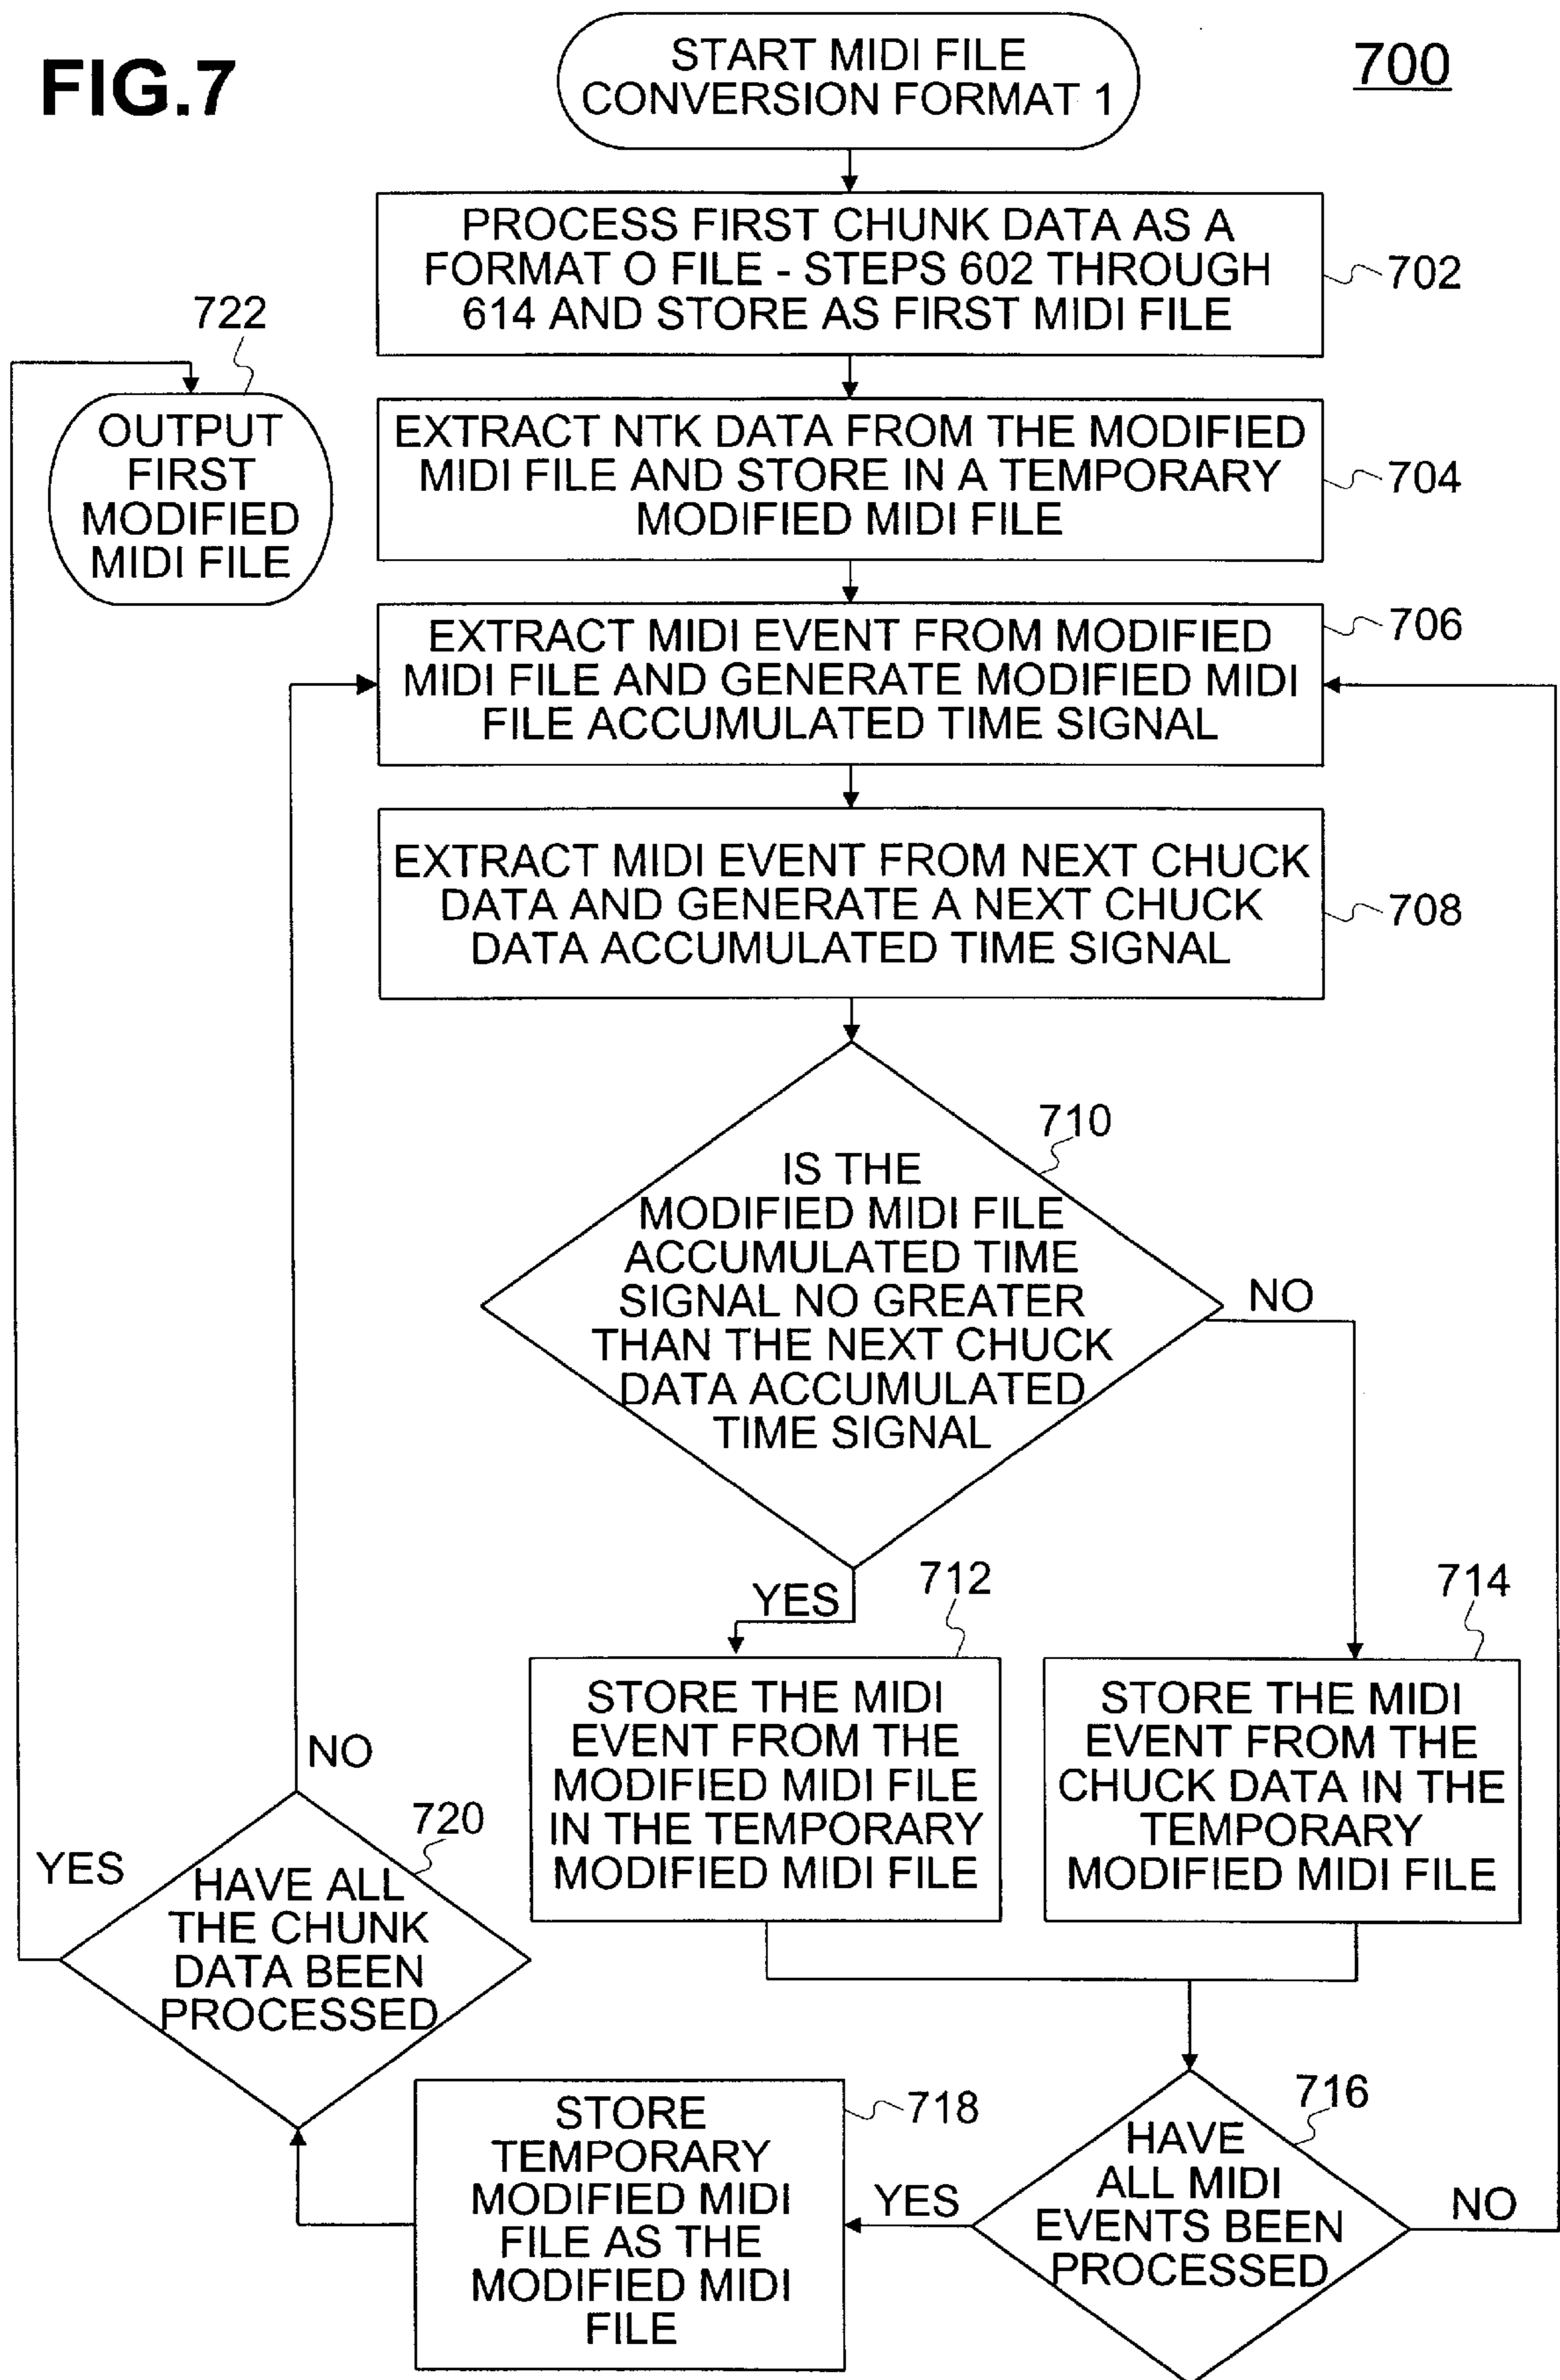 FIG.7
700
START MIDI FILE
CONVERSION FORMAT 1
PROCESS FIRST CHUNK DATA AS A
FORMAT O FILE - STEPS 602 THROUGH
614 AND STORE AS FIRST MIDI FILE
702
722
OUTPUT
FIRST
MODIFIED
MIDI FILE
EXTRACT NTK DATA FROM THE MODIFIED
MIDI FILE AND STORE IN A TEMPORARY
MODIFIED MIDI FILE
704
EXTRACT MIDI EVENT FROM MODIFIED
MIDI FILE AND GENERATE MODIFIED MIDI
FILE ACCUMULATED TIME SIGNAL
706
EXTRACT MIDI EVENT FROM NEXT CHUCK
DATA AND GENERATE A NEXT CHUCK
DATA ACCUMULATED TIME SIGNAL
708
710
IS THE
MODIFIED MIDI FILE
ACCUMULATED TIME
SIGNAL NO GREATER
THAN THE NEXT CHUCK
DATA ACCUMULATED
TIME SIGNAL
NO
YES
712
STORE THE MIDI
EVENT FROM THE
MODIFIED MIDI FILE
IN THE TEMPORARY
MODIFIED MIDI FILE
714
STORE THE MIDI
EVENT FROM THE
CHUCK DATA IN THE
TEMPORARY
MODIFIED MIDI FILE
716
HAVE
ALL MIDI
EVENTS BEEN
PROCESSED
NO
YES
718
STORE
TEMPORARY
MODIFIED MIDI
FILE AS THE
MODIFIED MIDI
FILE
720
HAVE ALL
THE CHUNK
DATA BEEN
PROCESSED
NO
YES